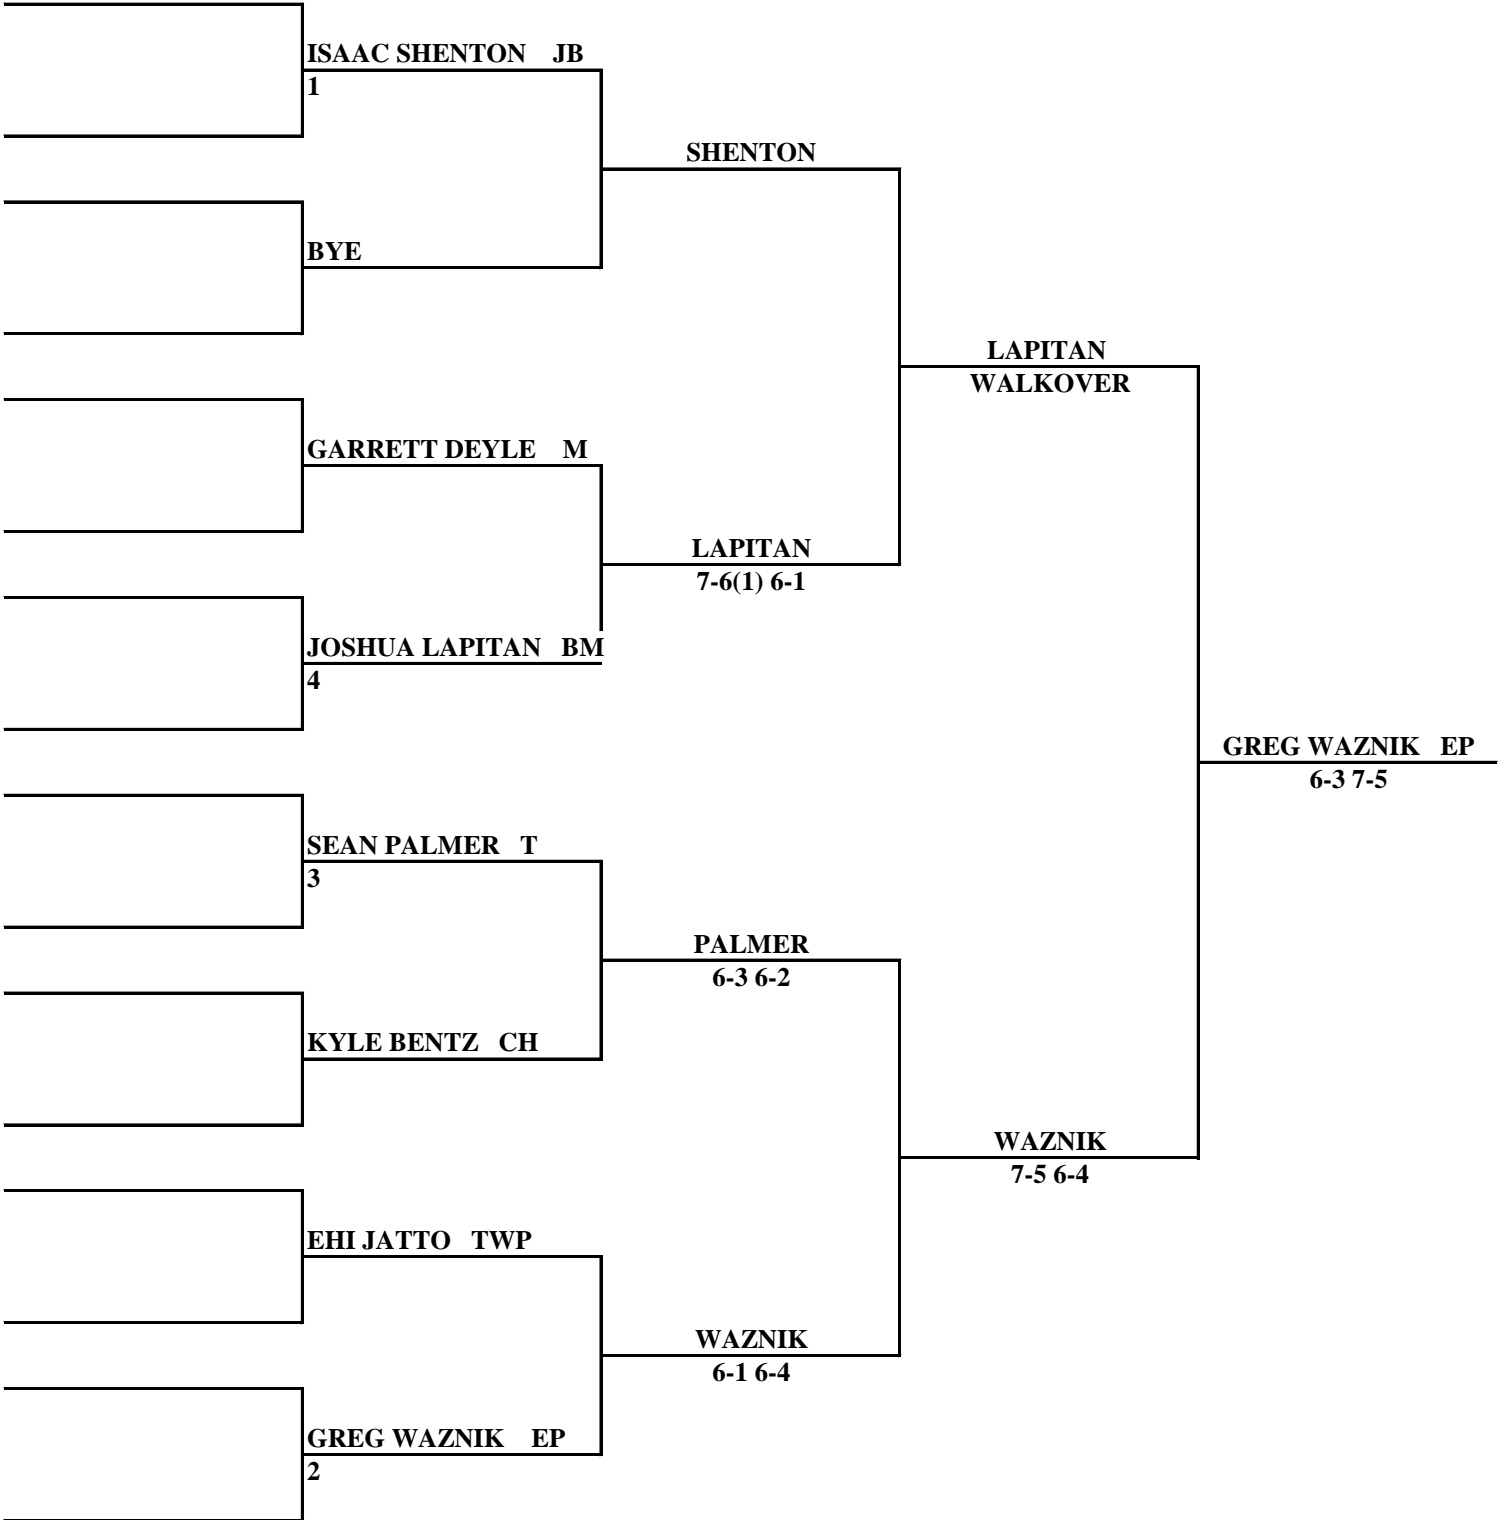 ISAAC SHENTON JB
1
SHENTON
BYE
LAPITAN
WALKOVER
GARRETT DEYLE M
LAPITAN
7-6(1) 6-1
JOSHUA LAPITAN BM
4
GREG WAZNIK EP
6-3 7-5
SEAN PALMER T
3
PALMER
6-3 6-2
KYLE BENTZ CH
WAZNIK
7-5 6-4
EHI JATTO TWP
WAZNIK
6-1 6-4
GREG WAZNIK EP
2